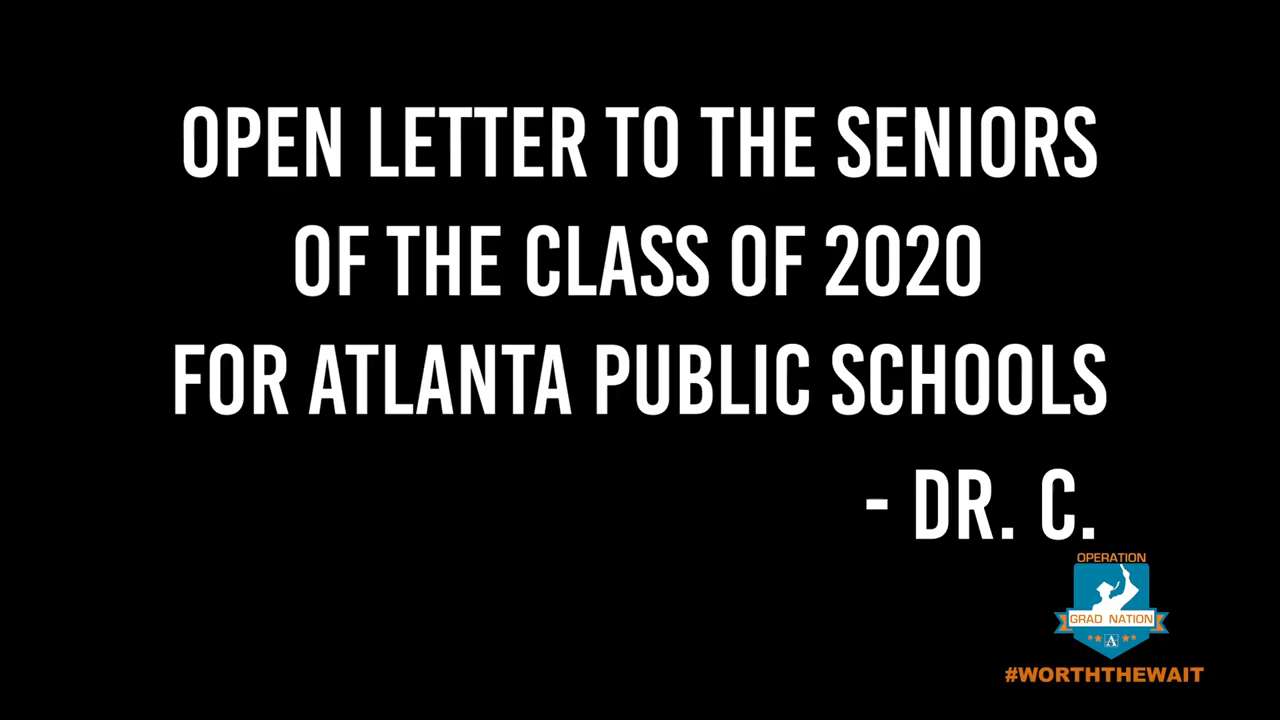 OPEN LETTER TO THE SENIORS
OF THE CLASS OF 2020
FOR ATLANTA PUBLIC SCHOOLS
- DR. C.
OPERATION
GRAD NATION
A
#WORTHTHEWAIT